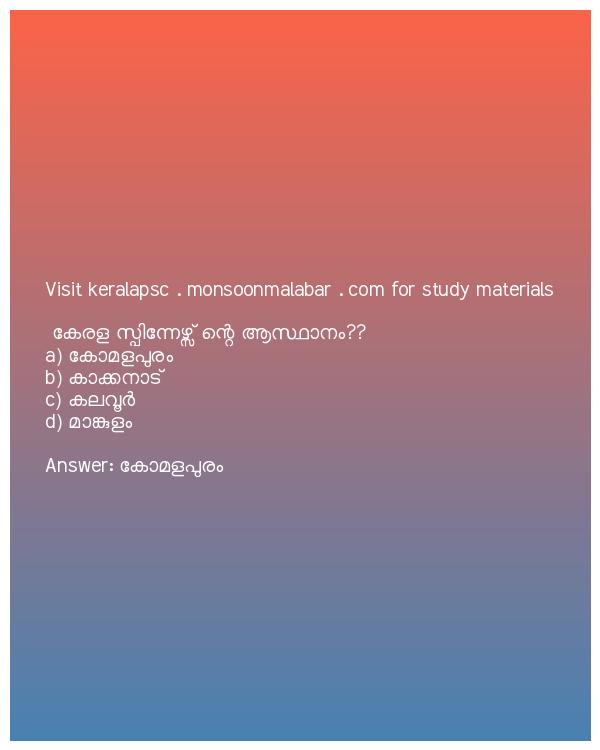 Visit keralapsc . monsoonmalabar . com for study materials
കേരള സ്പിന്നേഴ്സ് ന്റെ ആസ്ഥാനം??
a) കോമളപുരം
b) കാക്കനാട്
c) കലവൂർ
d) മാങ്കുളം
Answer: കോമളപുരം